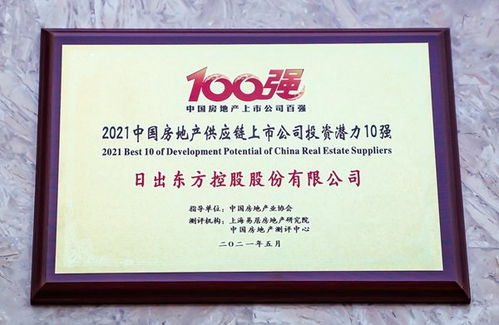 100强
中国房地产上市公司百强
2021中国房地产供应链上市公司投资潜力10强
2021 Best 10 of Development Potential of China Real Estate Suppliers
日出东方控股股份有限公司
指导单位：中国房地产业协会
测评机构：上海易居房地产研究院
中国房地产测评中心
二〇二一年五月